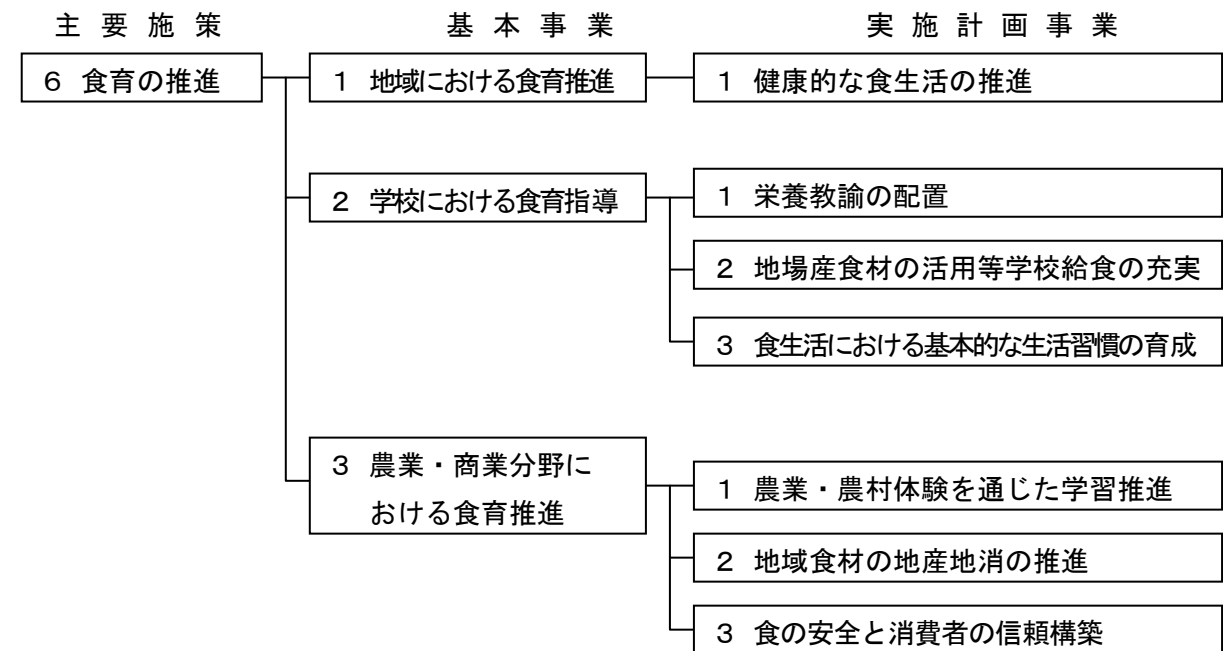 主要施策 基本事業 実施計画事業
6 食育の推進
1 地域における食育推進
1 健康的な食生活の推進
2 学校における食育指導
1 栄養教諭の配置
2 地場産食材の活用等学校給食の充実
3 食生活における基本的な生活習慣の育成
3 農業・商業分野に
おける食育推進
1 農業・農村体験を通じた学習推進
2 地域食材の地産地消の推進
3 食の安全と消費者の信頼構築